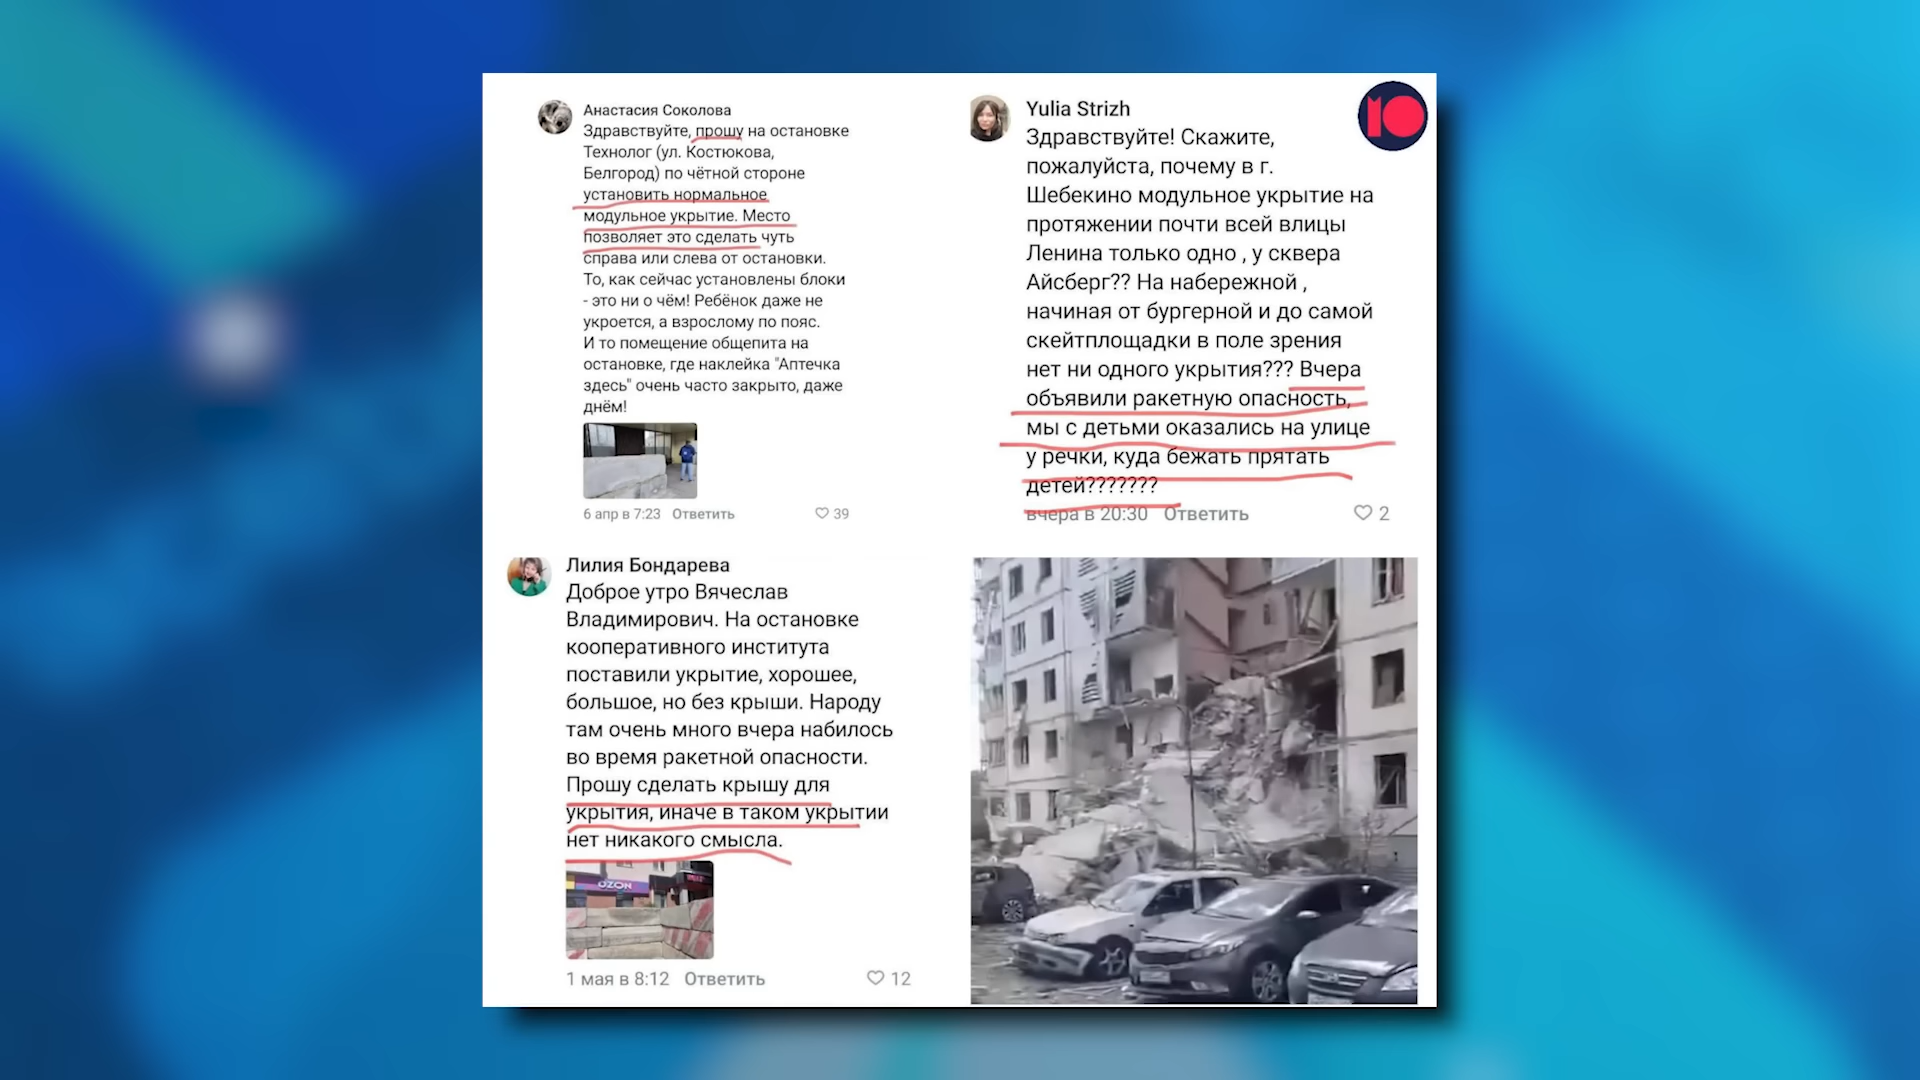 Анастасия Соколова
Здравствуйте, прошу на остановке
Технолог (ул. Костюкова,
Белгород) по чётной стороне
установить нормальное
модульное укрытие. Место
позволяет это сделать чуть
справа или слева от остановки.
То, как сейчас установлены блоки
- это ни о чём! Ребёнок даже не
укроется, а взрослому по пояс.
И то помещение общепита на
остановке, где наклейка "Аптечка
здесь" очень часто закрыто, даже
днём!
6 апр в 7:23 Ответить 39
Yulia Strizh
Здравствуйте! Скажите,
пожалуйста, почему в г.
Шебекино модульное укрытие на
протяжении почти всей влицы
Ленина только одно , у сквера
Айсберг?? На набережной ,
начиная от бургерной и до самой
скейтплощадки в поле зрения
нет ни одного укрытия??? Вчера
объявили ракетную опасность,
мы с детьми оказались на улице
у речки, куда бежать прятать
детей???????
вчера в 20:30 Ответить 2
Ю
Лилия Бондарева
Доброе утро Вячеслав
Владимирович. На остановке
кооперативного института
поставили укрытие, хорошее,
большое, но без крыши. Народу
там очень много вчера набилось
во время ракетной опасности.
Прошу сделать крышу для
укрытия, иначе в таком укрытии
нет никакого смысла.
OZON
1 мая в 8:12 Ответить 12